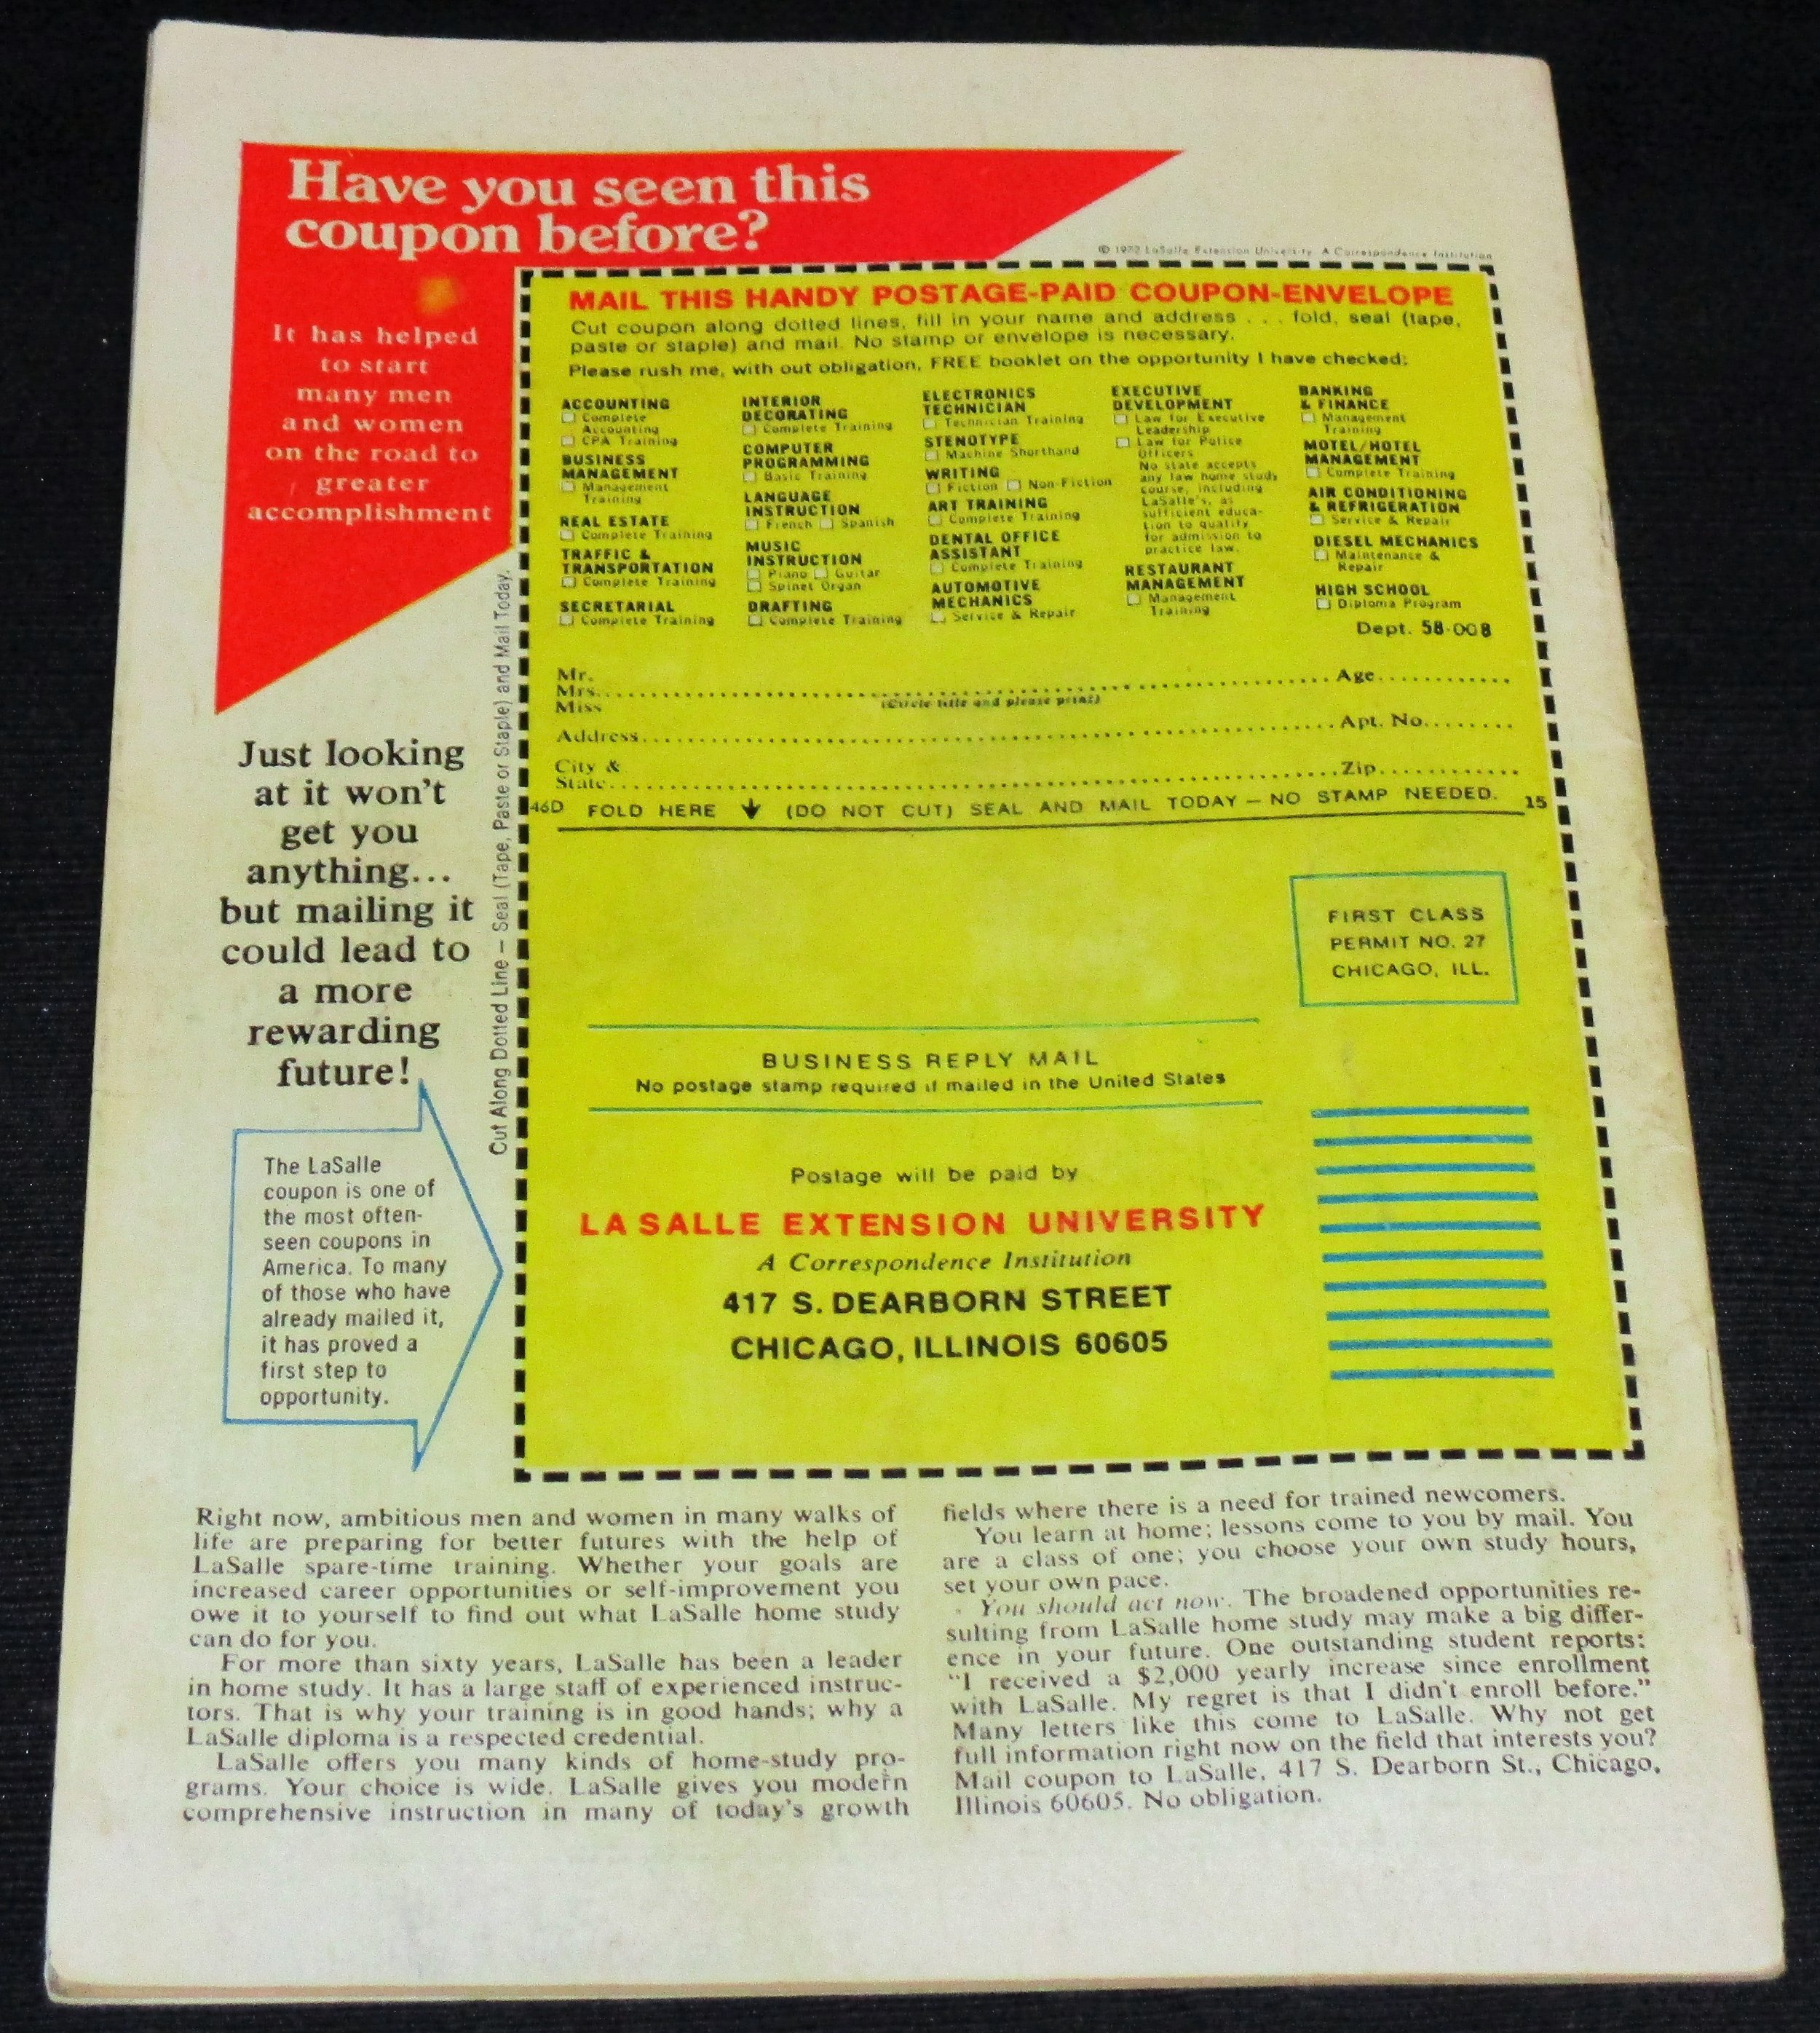 Have you seen this
coupon before?
It has helped
to start
many men
and women
on the road to
greater
accomplishment
Just looking
at it won't
get you
anything...
but mailing it
could lead to
a more
rewarding
future!
The LaSalle
coupon is one of
the most often-
seen coupons in
America. To many
of those who have
already mailed it,
it has proved a
first step to
opportunity.
Cut Along Dotted Line – Seal (Tape, Paste or Staple) and Mail Today.
© 1972 LaSalle Extension University. A Correspondence Institution
MAIL THIS HANDY POSTAGE-PAID COUPON-ENVELOPE
Cut coupon along dotted lines, fill in your name and address . . . fold, seal (tape,
paste or staple) and mail. No stamp or envelope is necessary.
Please rush me, with out obligation, FREE booklet on the opportunity I have checked:
ACCOUNTING
Complete
Accounting
CPA Training
BUSINESS
MANAGEMENT
Management
Training
REAL ESTATE
Complete Training
TRAFFIC &
TRANSPORTATION
Complete Training
SECRETARIAL
Complete Training
INTERIOR
DECORATING
Complete Training
COMPUTER
PROGRAMMING
Basic Training
LANGUAGE
INSTRUCTION
French Spanish
MUSIC
INSTRUCTION
Piano Guitar
Spinet Organ
DRAFTING
Complete Training
ELECTRONICS
TECHNICIAN
Technician Training
STENOTYPE
Machine Shorthand
WRITING
Fiction Non-Fiction
ART TRAINING
Complete Training
DENTAL OFFICE
ASSISTANT
Complete Training
AUTOMOTIVE
MECHANICS
Service & Repair
EXECUTIVE
DEVELOPMENT
Law for Executive
Leadership
Law for Police
Officers
No state accepts
any law home study
course, including
LaSalle's, as
sufficient educa-
tion to qualify
for admission to
practice law.
RESTAURANT
MANAGEMENT
Management
Training
BANKING
& FINANCE
Management
Training
MOTEL/HOTEL
MANAGEMENT
Complete Training
AIR CONDITIONING
& REFRIGERATION
Service & Repair
DIESEL MECHANICS
Maintenance &
Repair
HIGH SCHOOL
Diploma Program
Dept. 58-008
Mr.
Mrs. Age
Miss (Circle title and please print)
Address Apt. No.
City &
State Zip
46D FOLD HERE (DO NOT CUT) SEAL AND MAIL TODAY – NO STAMP NEEDED. 15
FIRST CLASS
PERMIT NO. 27
CHICAGO, ILL.
BUSINESS REPLY MAIL
No postage stamp required if mailed in the United States
Postage will be paid by
LA SALLE EXTENSION UNIVERSITY
A Correspondence Institution
417 S. DEARBORN STREET
CHICAGO, ILLINOIS 60605
Right now, ambitious men and women in many walks of
life are preparing for better futures with the help of
LaSalle spare-time training. Whether your goals are
increased career opportunities or self-improvement you
owe it to yourself to find out what LaSalle home study
can do for you.
For more than sixty years, LaSalle has been a leader
in home study. It has a large staff of experienced instruc-
tors. That is why your training is in good hands; why a
LaSalle diploma is a respected credential.
LaSalle offers you many kinds of home-study pro-
grams. Your choice is wide. LaSalle gives you modern
comprehensive instruction in many of today's growth
fields where there is a need for trained newcomers.
You learn at home; lessons come to you by mail. You
are a class of one; you choose your own study hours,
set your own pace.
You should act now. The broadened opportunities re-
sulting from LaSalle home study may make a big differ-
ence in your future. One outstanding student reports:
"I received a $2,000 yearly increase since enrollment
with LaSalle. My regret is that I didn't enroll before."
Many letters like this come to LaSalle. Why not get
full information right now on the field that interests you?
Mail coupon to LaSalle, 417 S. Dearborn St., Chicago,
Illinois 60605. No obligation.